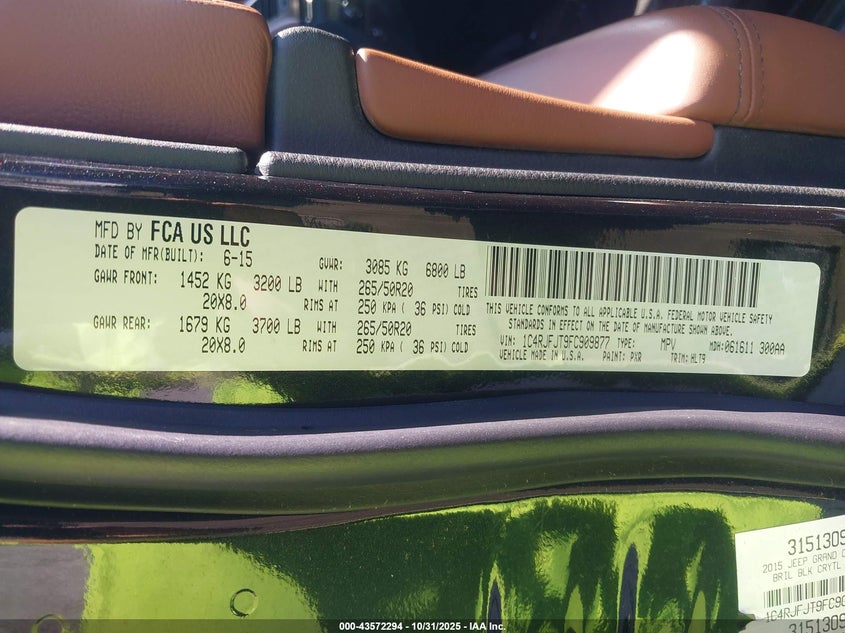 MFD BY FCA US LLC
DATE OF MFR(BUILT): 6-15 GVWR: 3085 KG 6800 LB
GAWR FRONT: 1452 KG 3200 LB WITH 265/50R20 TIRES
20X8.0 RIMS AT 250 KPA ( 36 PSI) COLD
GAWR REAR: 1679 KG 3700 LB WITH 265/50R20 TIRES
20X8.0 RIMS AT 250 KPA ( 36 PSI) COLD
THIS VEHICLE CONFORMS TO ALL APPLICABLE U.S.A. FEDERAL MOTOR VEHICLE SAFETY
STANDARDS IN EFFECT ON THE DATE OF MANUFACTURE SHOWN ABOVE.
VIN: 1C4RJFJT9FC909877 TYPE: MPV MDH:061611 300AA
VEHICLE MADE IN U.S.A. PAINT: PXR TRIM: HLT9
3151309
2015 JEEP GRAND C
BRIL BLK CRYTL
1C4RJFJT9FC90
3151309
000-43572294 - 10/31/2025 - IAA Inc.